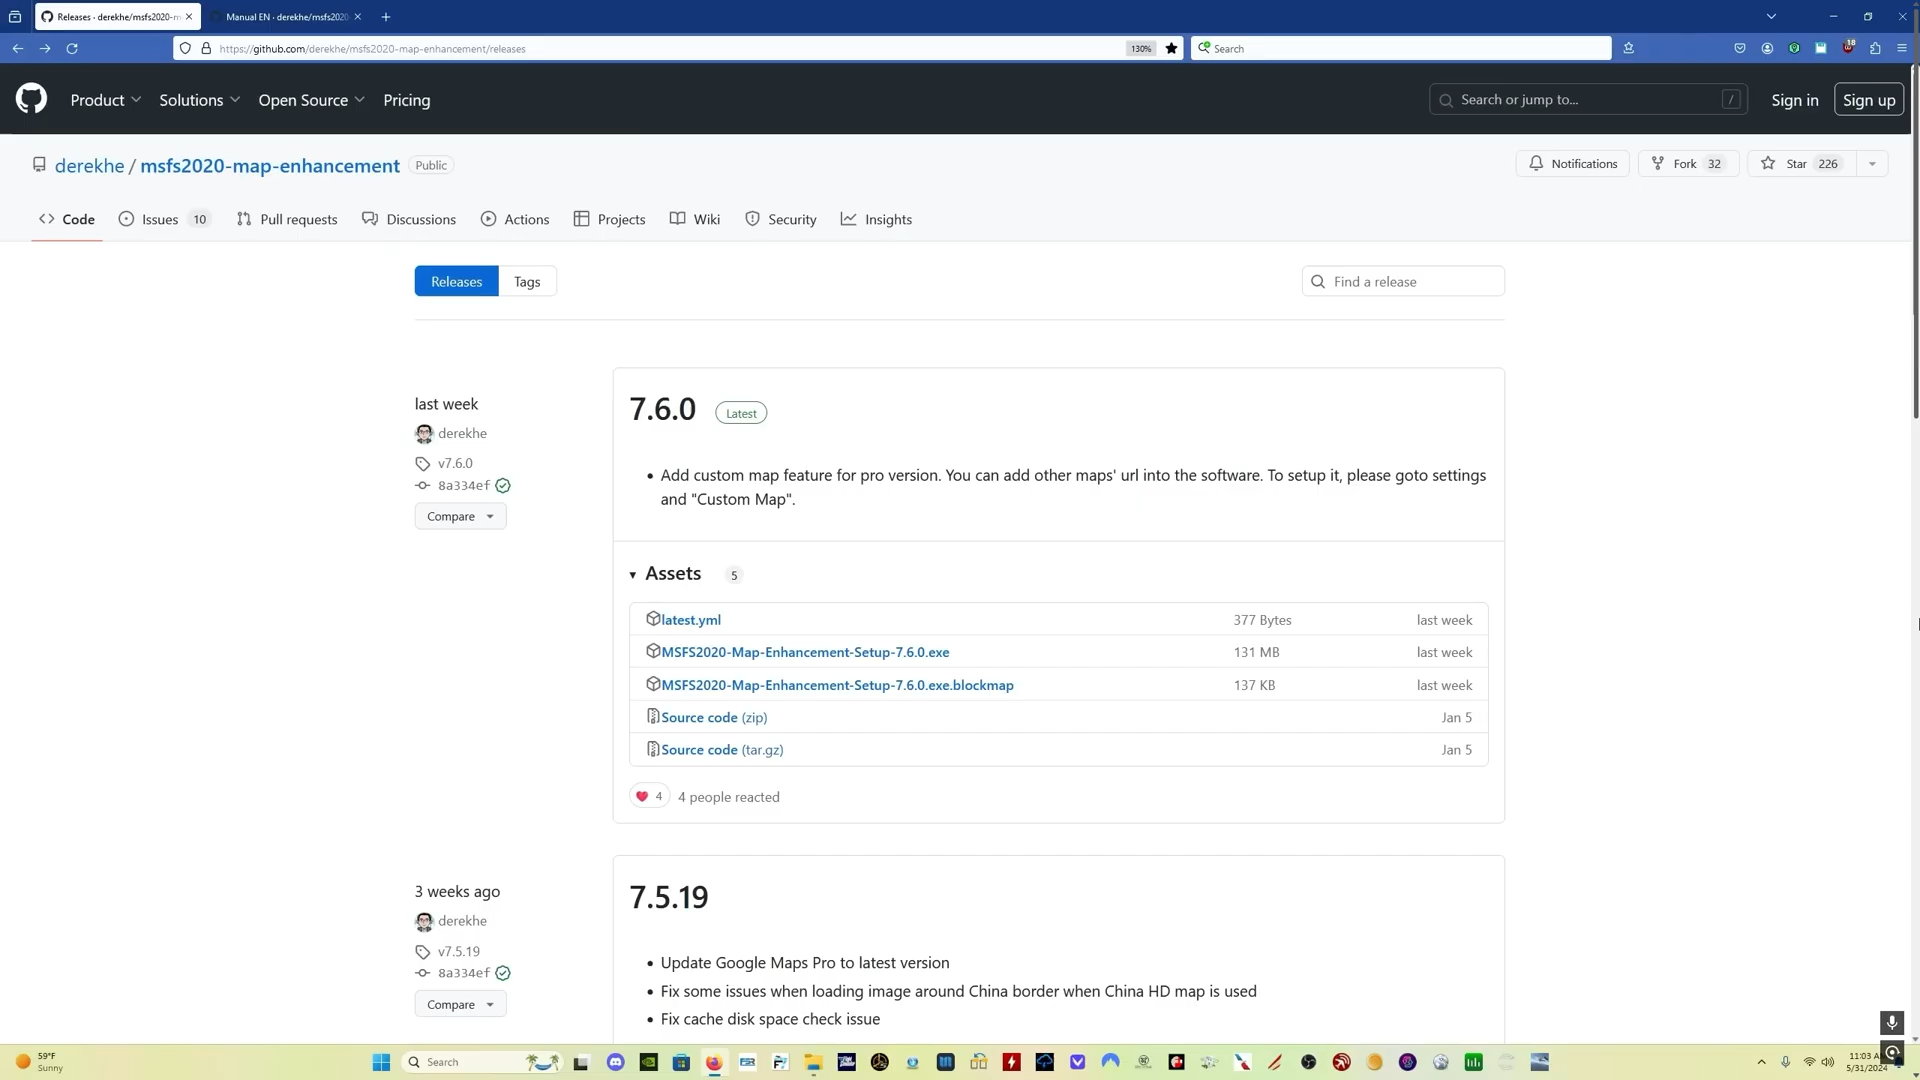 Releases · derekhe/msfs2020-m
Manual EN · derekhe/msfs2020
https://github.com/derekhe/msfs2020-map-enhancement/releases
130%
Search
18
Product
Solutions
Open Source
Pricing
Search or jump to...
/
Sign in
Sign up
derekhe / msfs2020-map-enhancement
Public
Notifications
Fork 32
Star 226
Code
Issues 10
Pull requests
Discussions
Actions
Projects
Wiki
Security
Insights
Releases
Tags
Find a release
last week
derekhe
v7.6.0
8a334ef
Compare
7.6.0
Latest
• Add custom map feature for pro version. You can add other maps' url into the software. To setup it, please goto settings
and "Custom Map".
Assets 5
latest.yml 377 Bytes last week
MSFS2020-Map-Enhancement-Setup-7.6.0.exe 131 MB last week
MSFS2020-Map-Enhancement-Setup-7.6.0.exe.blockmap 137 KB last week
Source code (zip) Jan 5
Source code (tar.gz) Jan 5
4
4 people reacted
3 weeks ago
derekhe
v7.5.19
8a334ef
Compare
7.5.19
• Update Google Maps Pro to latest version
• Fix some issues when loading image around China border when China HD map is used
• Fix cache disk space check issue
59°F
Sunny
Search
11:03
5/31/2024